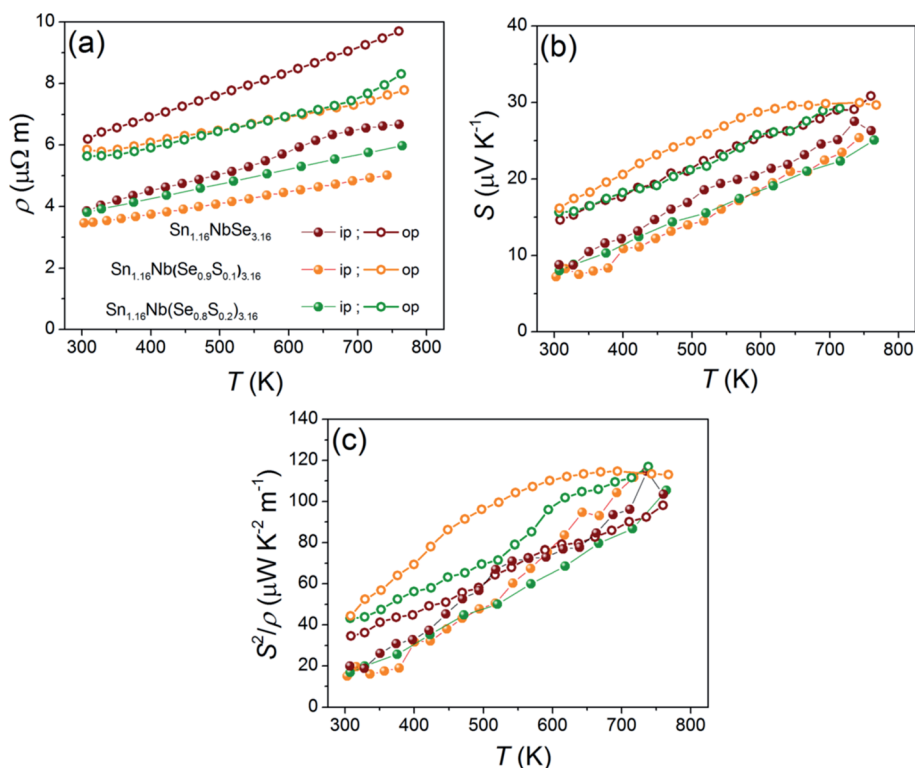 (a)
10
8
6
4
2
0
ρ (μΩ m)
Sn1.16NbSe3.16 ip ; op
Sn1.16Nb(Se0.9S0.1)3.16 ip ; op
Sn1.16Nb(Se0.8S0.2)3.16 ip ; op
300 400 500 600 700 800
T (K)
(b)
40
30
20
10
0
S (μV K-1)
300 400 500 600 700 800
T (K)
(c)
140
120
100
80
60
40
20
0
S2/ρ (μW K-2 m-1)
300 400 500 600 700 800
T (K)